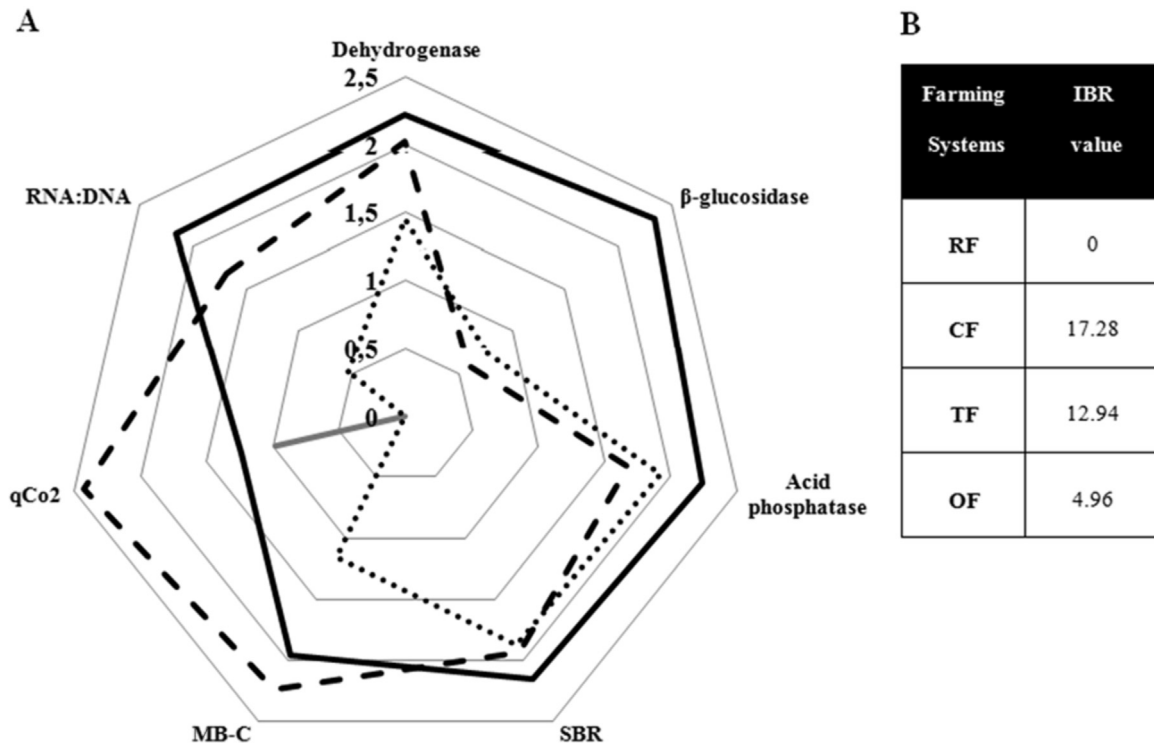 A
Dehydrogenase
2,5
2
1,5
1
0,5
0
β-glucosidase
Acid
phosphatase
SBR
MB-C
qCo2
RNA:DNA
B
Farming
Systems
IBR
value
RF
0
CF
17.28
TF
12.94
OF
4.96